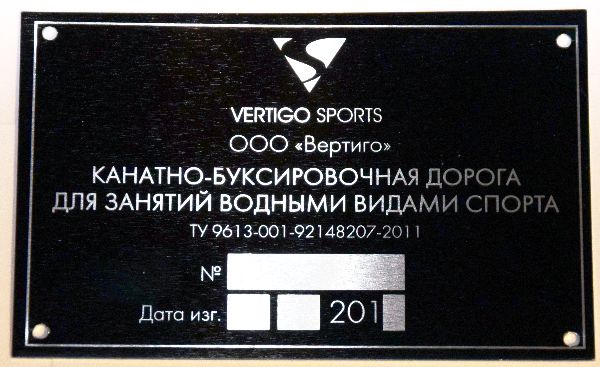 VERTIGO SPORTS
ООО «Вертиго»
КАНАТНО-БУКСИРОВОЧНАЯ ДОРОГА
ДЛЯ ЗАНЯТИЙ ВОДНЫМИ ВИДАМИ СПОРТА
ТУ 9613-001-92148207-2011
№
Дата изг. 201